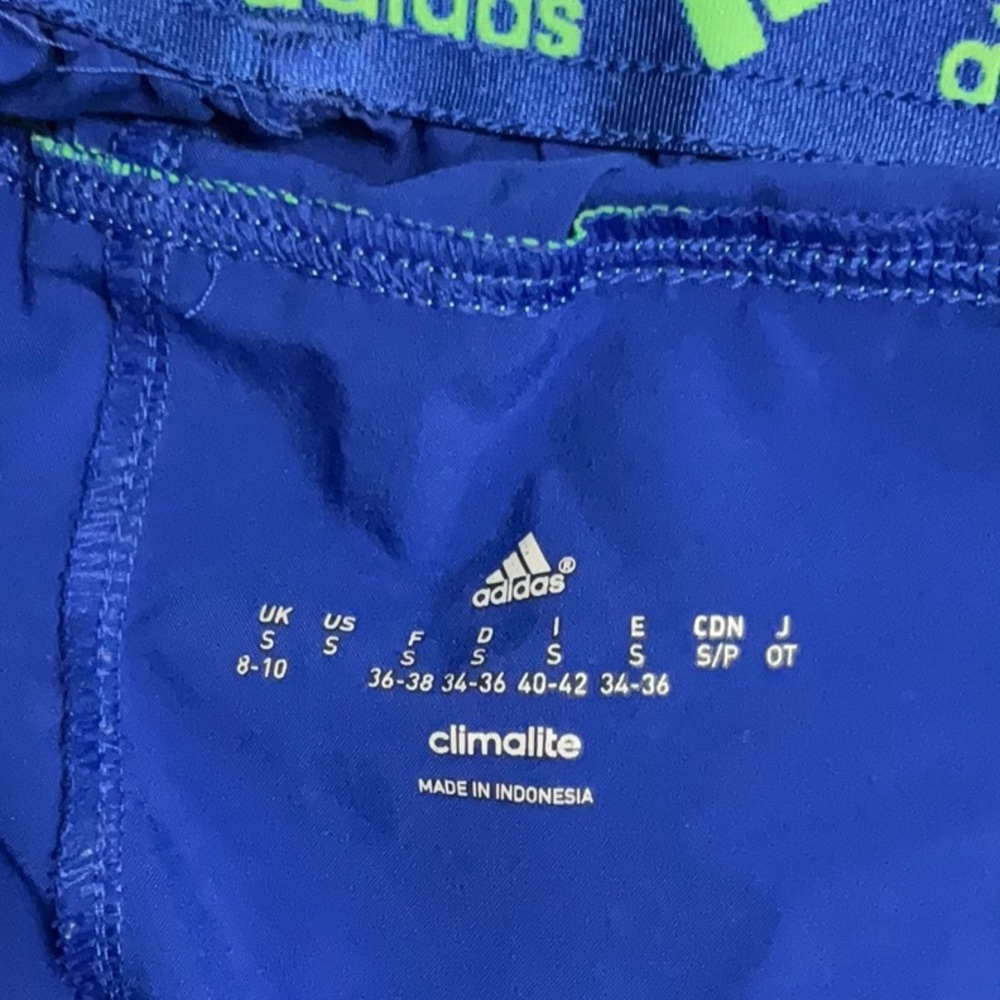 adidas
a
adidas®
UK US F D I E CDN J
S S S S S S S/P OT
8-10 36-38 34-36 40-42 34-36
climalite
MADE IN INDONESIA